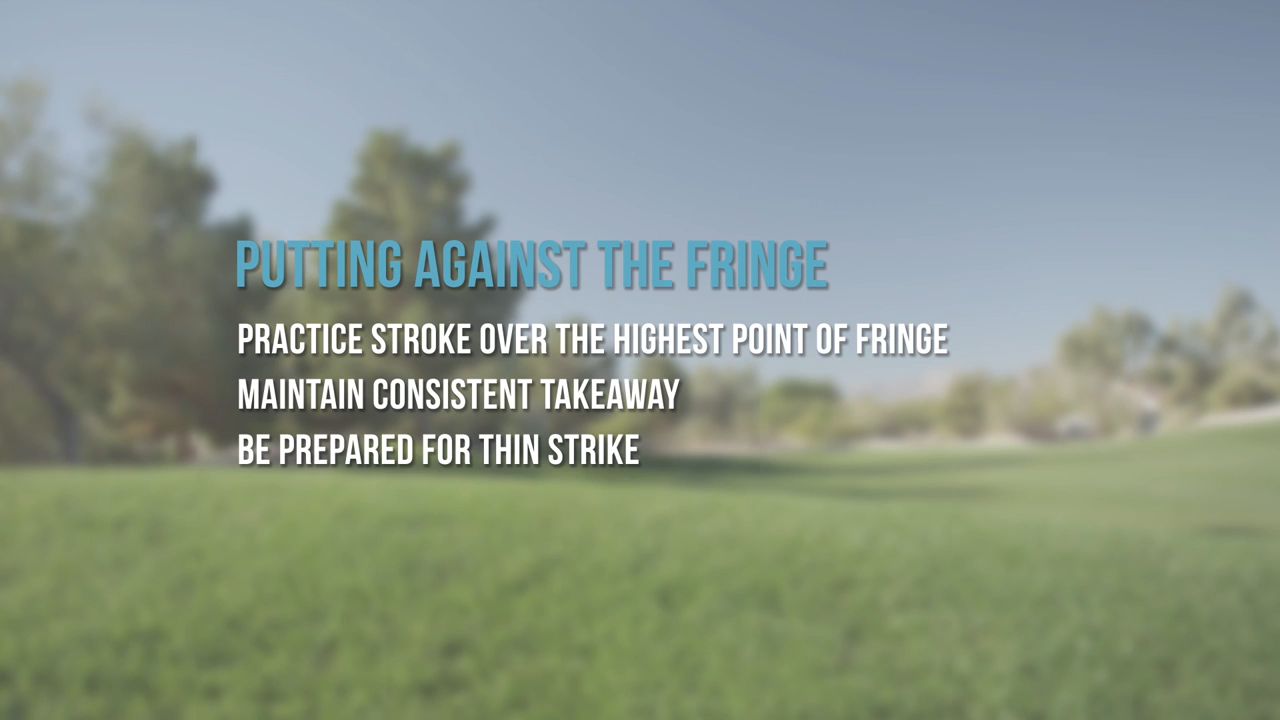 PUTTING AGAINST THE FRINGE
PRACTICE STROKE OVER THE HIGHEST POINT OF FRINGE
MAINTAIN CONSISTENT TAKEAWAY
BE PREPARED FOR THIN STRIKE